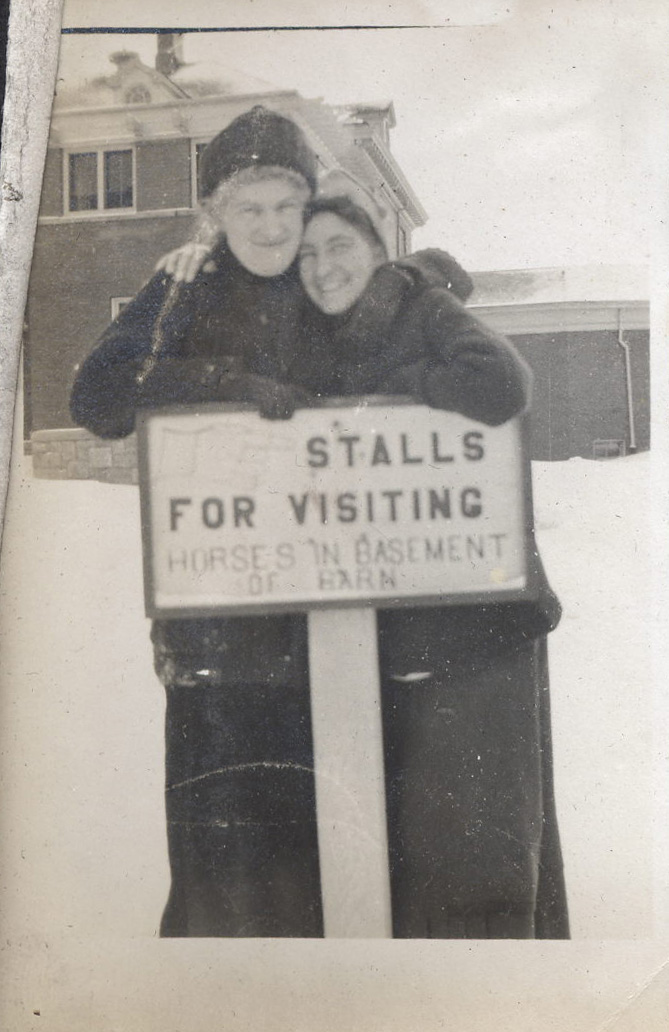 STALLS
FOR VISITING
HORSES IN BASEMENT
OF BARN